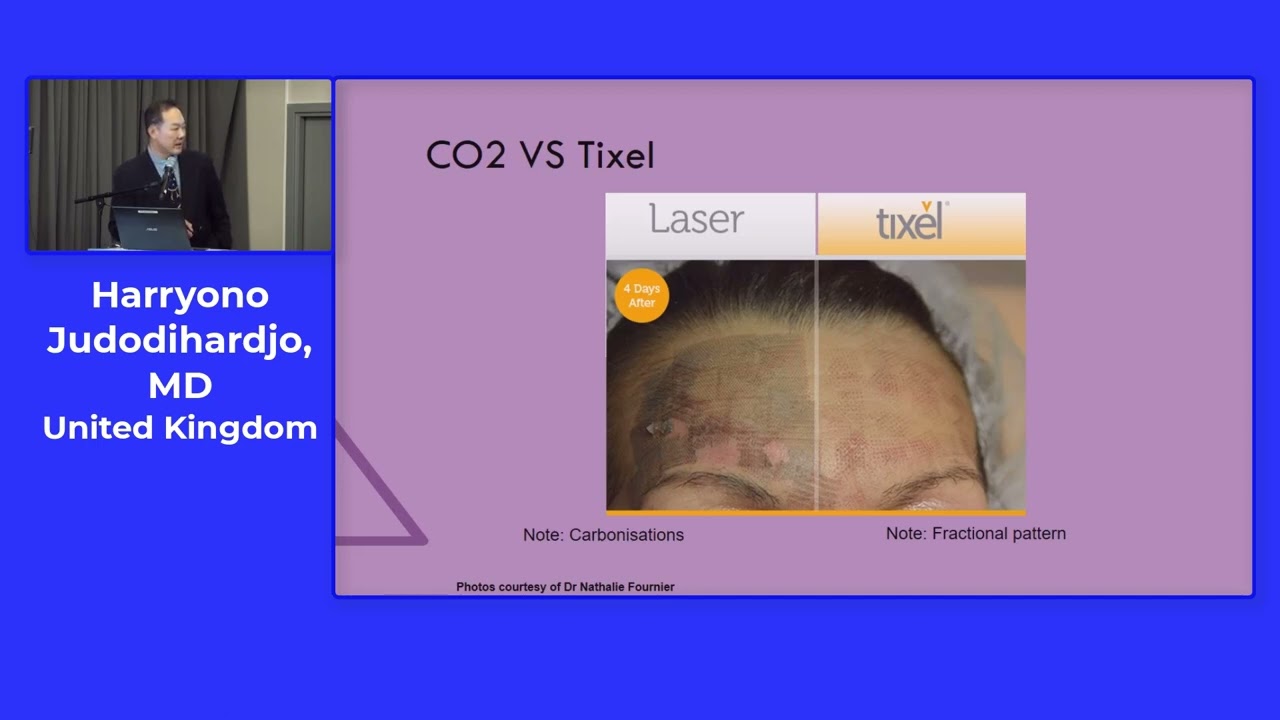 Harryono
Judodihardjo,
MD
United Kingdom
CO2 VS Tixel
Laser
tixel®
4 Days
After
Note: Carbonisations
Note: Fractional pattern
Photos courtesy of Dr Nathalie Fournier